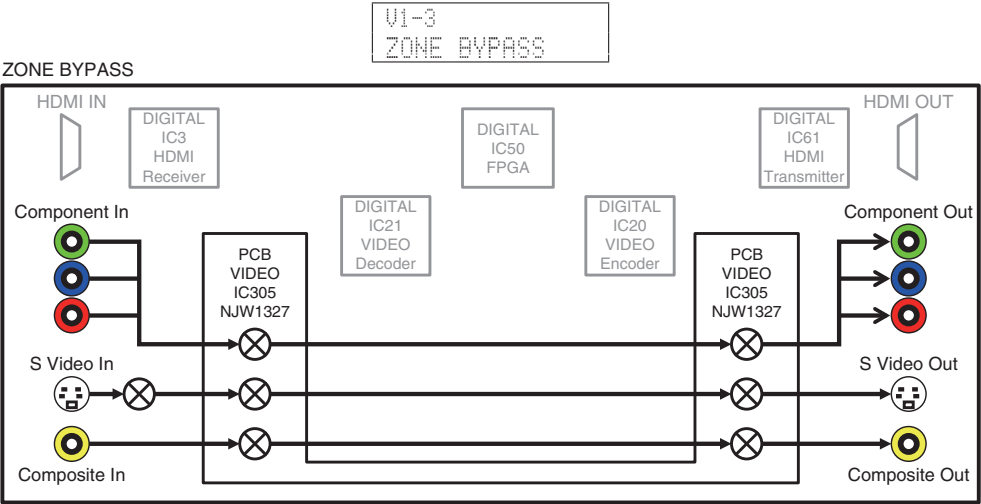 V1-3
ZONE BYPASS
ZONE BYPASS
HDMI IN
HDMI OUT
DIGITAL
IC3
HDMI
Receiver
DIGITAL
IC50
FPGA
DIGITAL
IC61
HDMI
Transmitter
DIGITAL
IC21
VIDEO
Decoder
DIGITAL
IC20
VIDEO
Encoder
Component In
Component Out
PCB
VIDEO
IC305
NJW1327
PCB
VIDEO
IC305
NJW1327
S Video In
S Video Out
Composite In
Composite Out